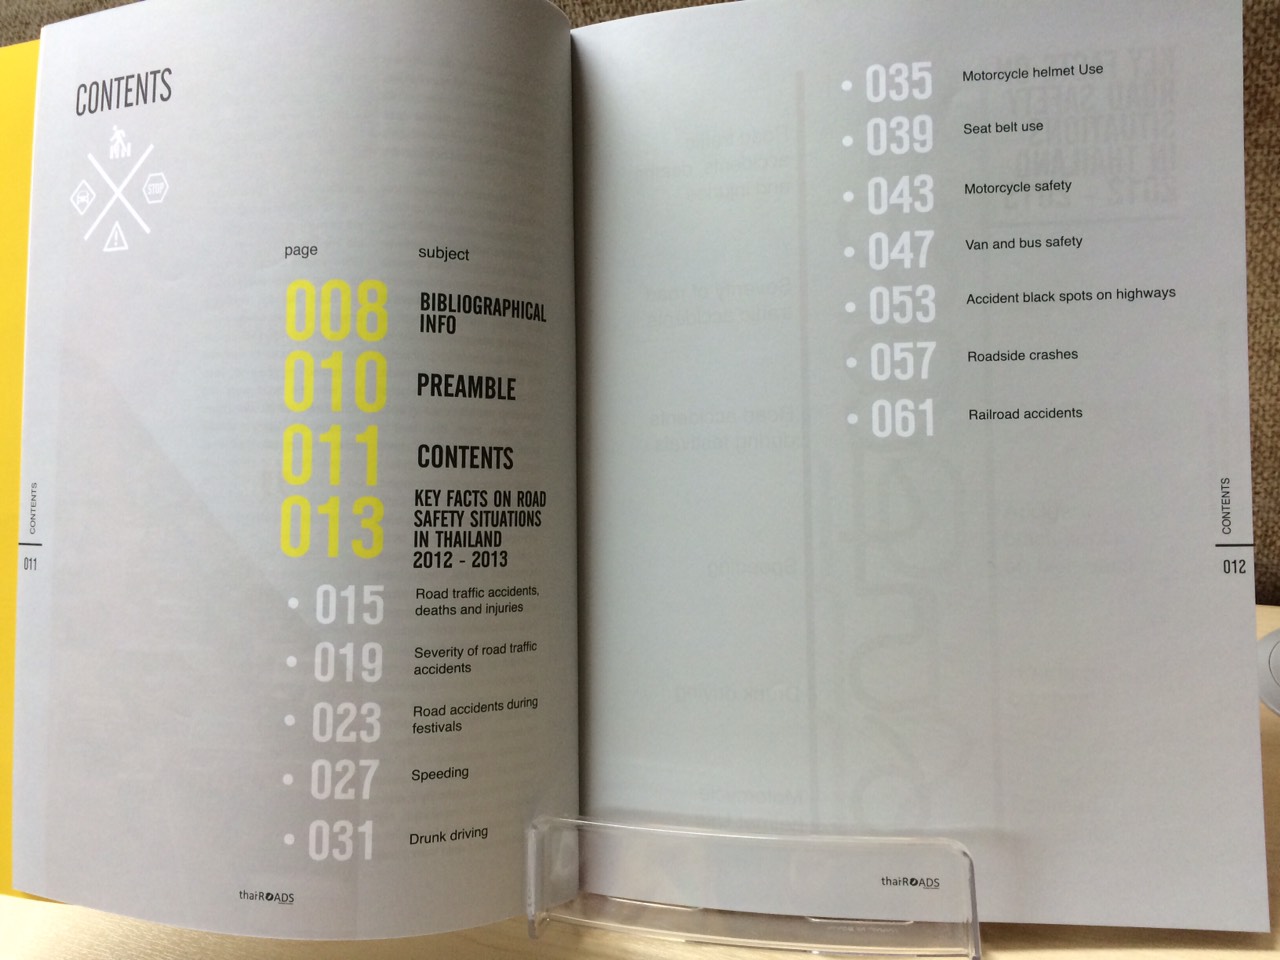 CONTENTS
STOP
page
subject
008
BIBLIOGRAPHICAL
INFO
010
PREAMBLE
011
CONTENTS
013
KEY FACTS ON ROAD
SAFETY SITUATIONS
IN THAILAND
2012 - 2013
• 015
Road traffic accidents,
deaths and injuries
• 019
Severity of road traffic
accidents
• 023
Road accidents during
festivals
• 027
Speeding
• 031
Drunk driving
CONTENTS
011
thaiROADS
• 035
Motorcycle helmet Use
• 039
Seat belt use
• 043
Motorcycle safety
• 047
Van and bus safety
• 053
Accident black spots on highways
• 057
Roadside crashes
• 061
Railroad accidents
CONTENTS
012
thaiROADS